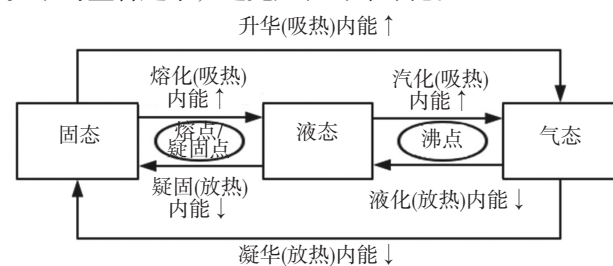 升华(吸热)内能↑
熔化(吸热)
内能↑
汽化(吸热)
内能↑
固态
熔点/
疑固点
液态
沸点
气态
疑固(放热)
内能↓
液化(放热)内能↓
凝华(放热)内能↓